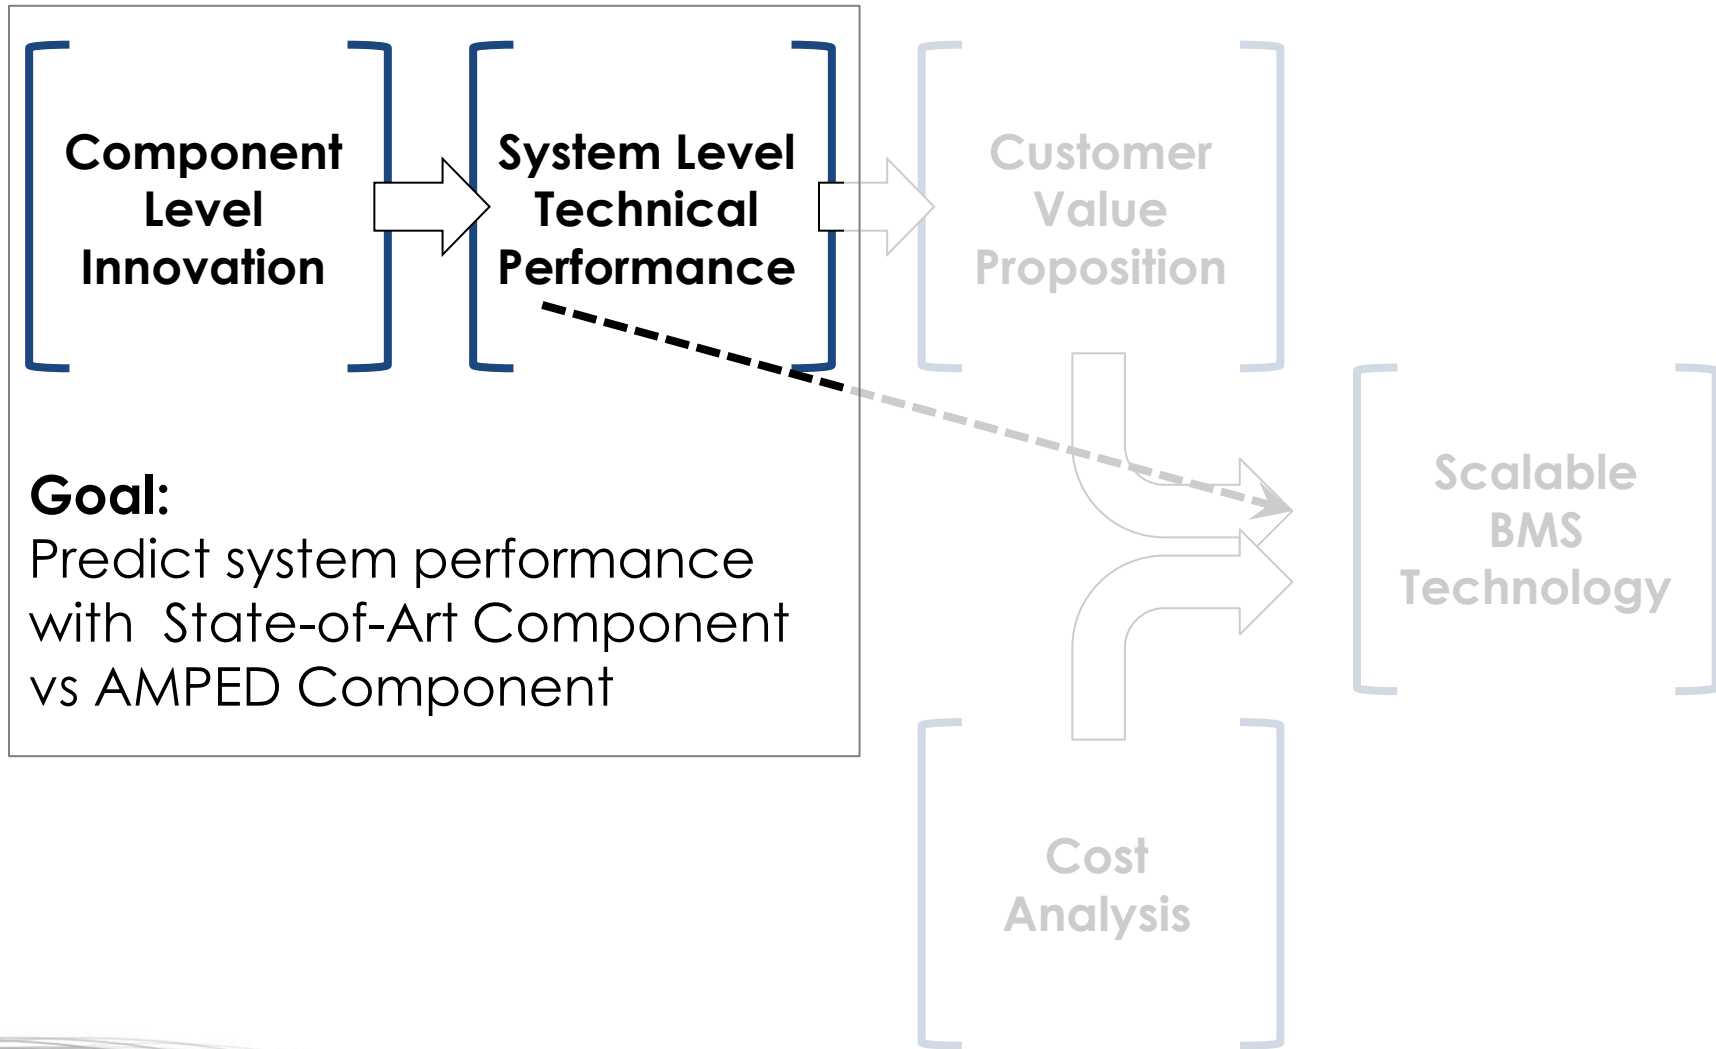 Component
Level
Innovation
System Level
Technical
Performance
Customer
Value
Proposition
Goal:
Predict system performance
with  State-of-Art Component
vs AMPED Component
Scalable
BMS
Technology
Cost
Analysis